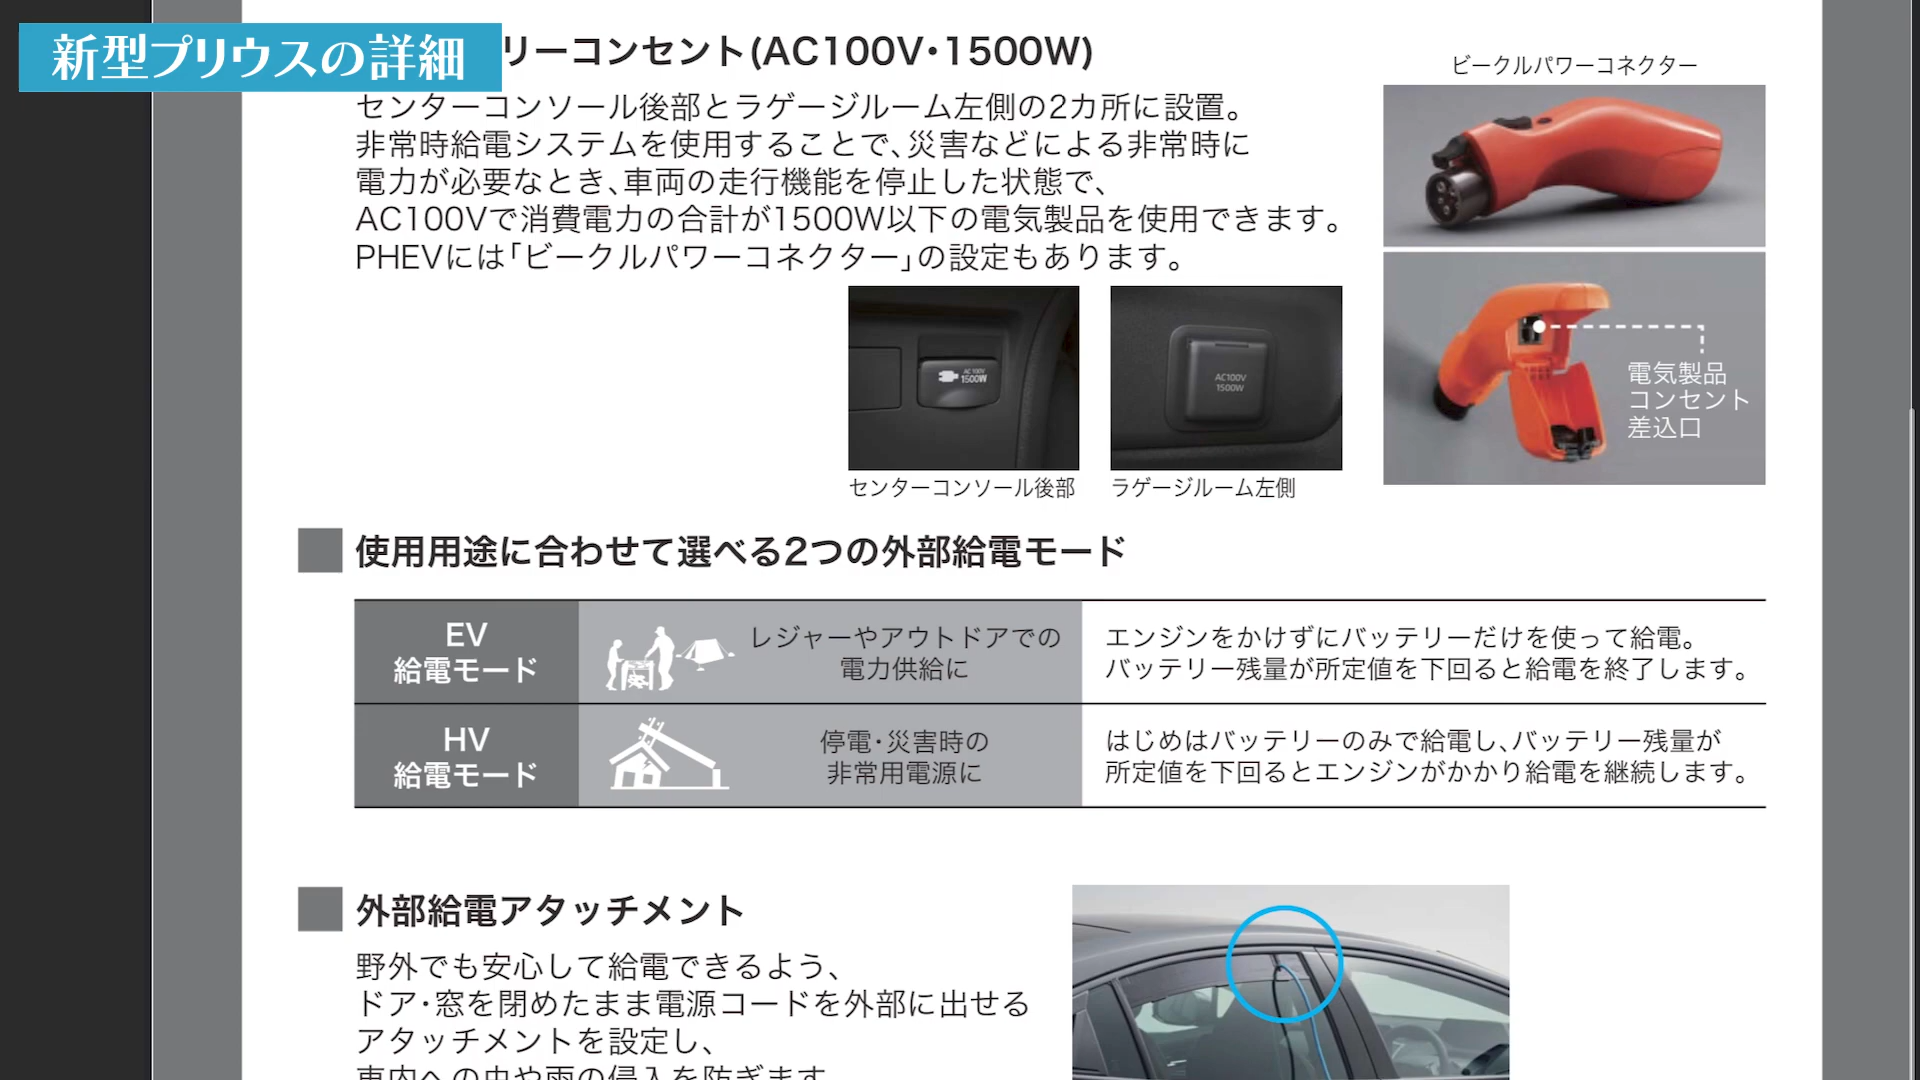 新型プリウスの詳細
リーコンセント(AC100V・1500W)
センターコンソール後部とラゲージルーム左側の2カ所に設置。
非常時給電システムを使用することで、災害などによる非常時に
電力が必要なとき、車両の走行機能を停止した状態で、
AC100Vで消費電力の合計が1500W以下の電気製品を使用できます。
PHEVには「ビークルパワーコネクター」の設定もあります。
ビークルパワーコネクター
電気製品
コンセント
差込口
AC100V
1500W
AC100V
1500W
センターコンソール後部
ラゲージルーム左側
使用用途に合わせて選べる2つの外部給電モード
EV
給電モード
レジャーやアウトドアでの
電力供給に
エンジンをかけずにバッテリーだけを使って給電。
バッテリー残量が所定値を下回ると給電を終了します。
HV
給電モード
停電・災害時の
非常用電源に
はじめはバッテリーのみで給電し、バッテリー残量が
所定値を下回るとエンジンがかかり給電を継続します。
外部給電アタッチメント
野外でも安心して給電できるよう、
ドア・窓を閉めたまま電源コードを外部に出せる
アタッチメントを設定し、
車内への虫や雨の侵入を防ぎます